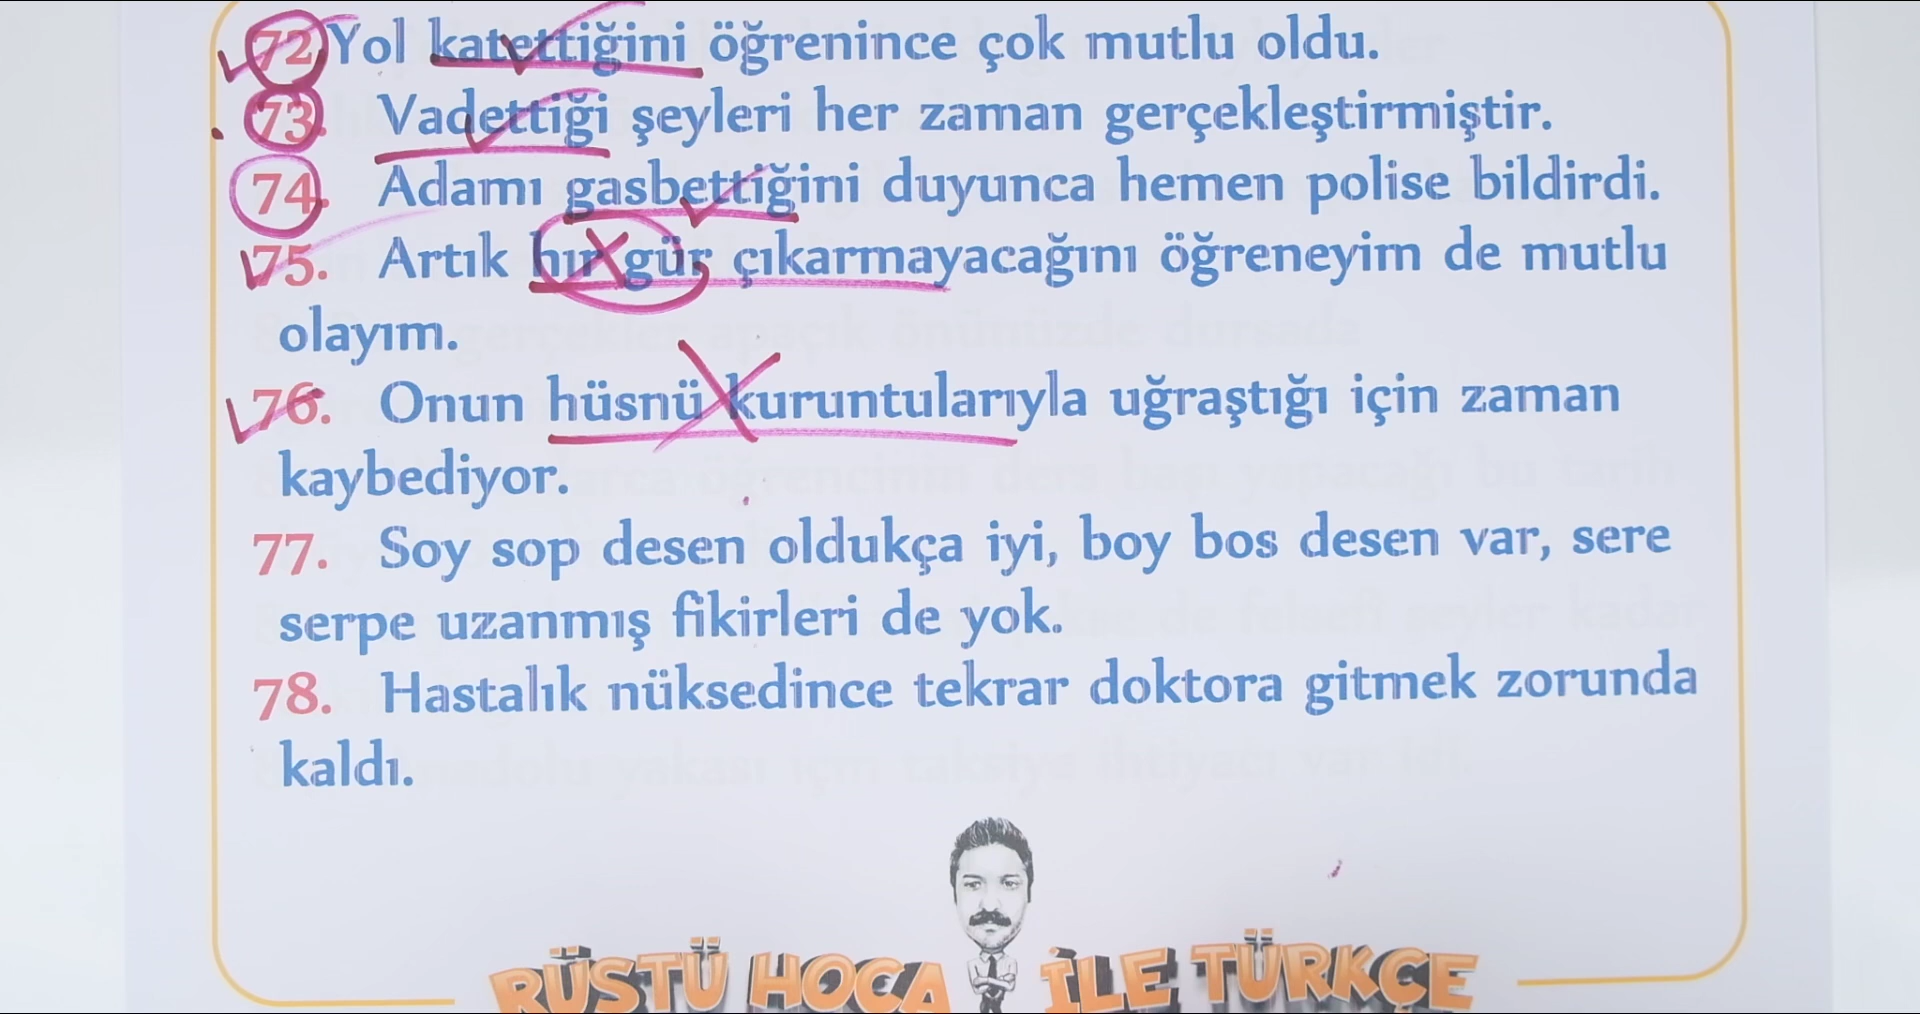 72. Yol katettiğini öğrenince çok mutlu oldu.
73. Vadettiği şeyleri her zaman gerçekleştirmiştir.
74. Adamı gasbettiğini duyunca hemen polise bildirdi.
75. Artık hır gür çıkarmayacağını öğreneyim de mutlu
olayım.
76. Onun hüsnü kuruntularıyla uğraştığı için zaman
kaybediyor.
77. Soy sop desen oldukça iyi, boy bos desen var, sere
serpe uzanmış fikirleri de yok.
78. Hastalık nüksedince tekrar doktora gitmek zorunda
kaldı.
RÜSTÜ HOCA İLE TÜRKÇE